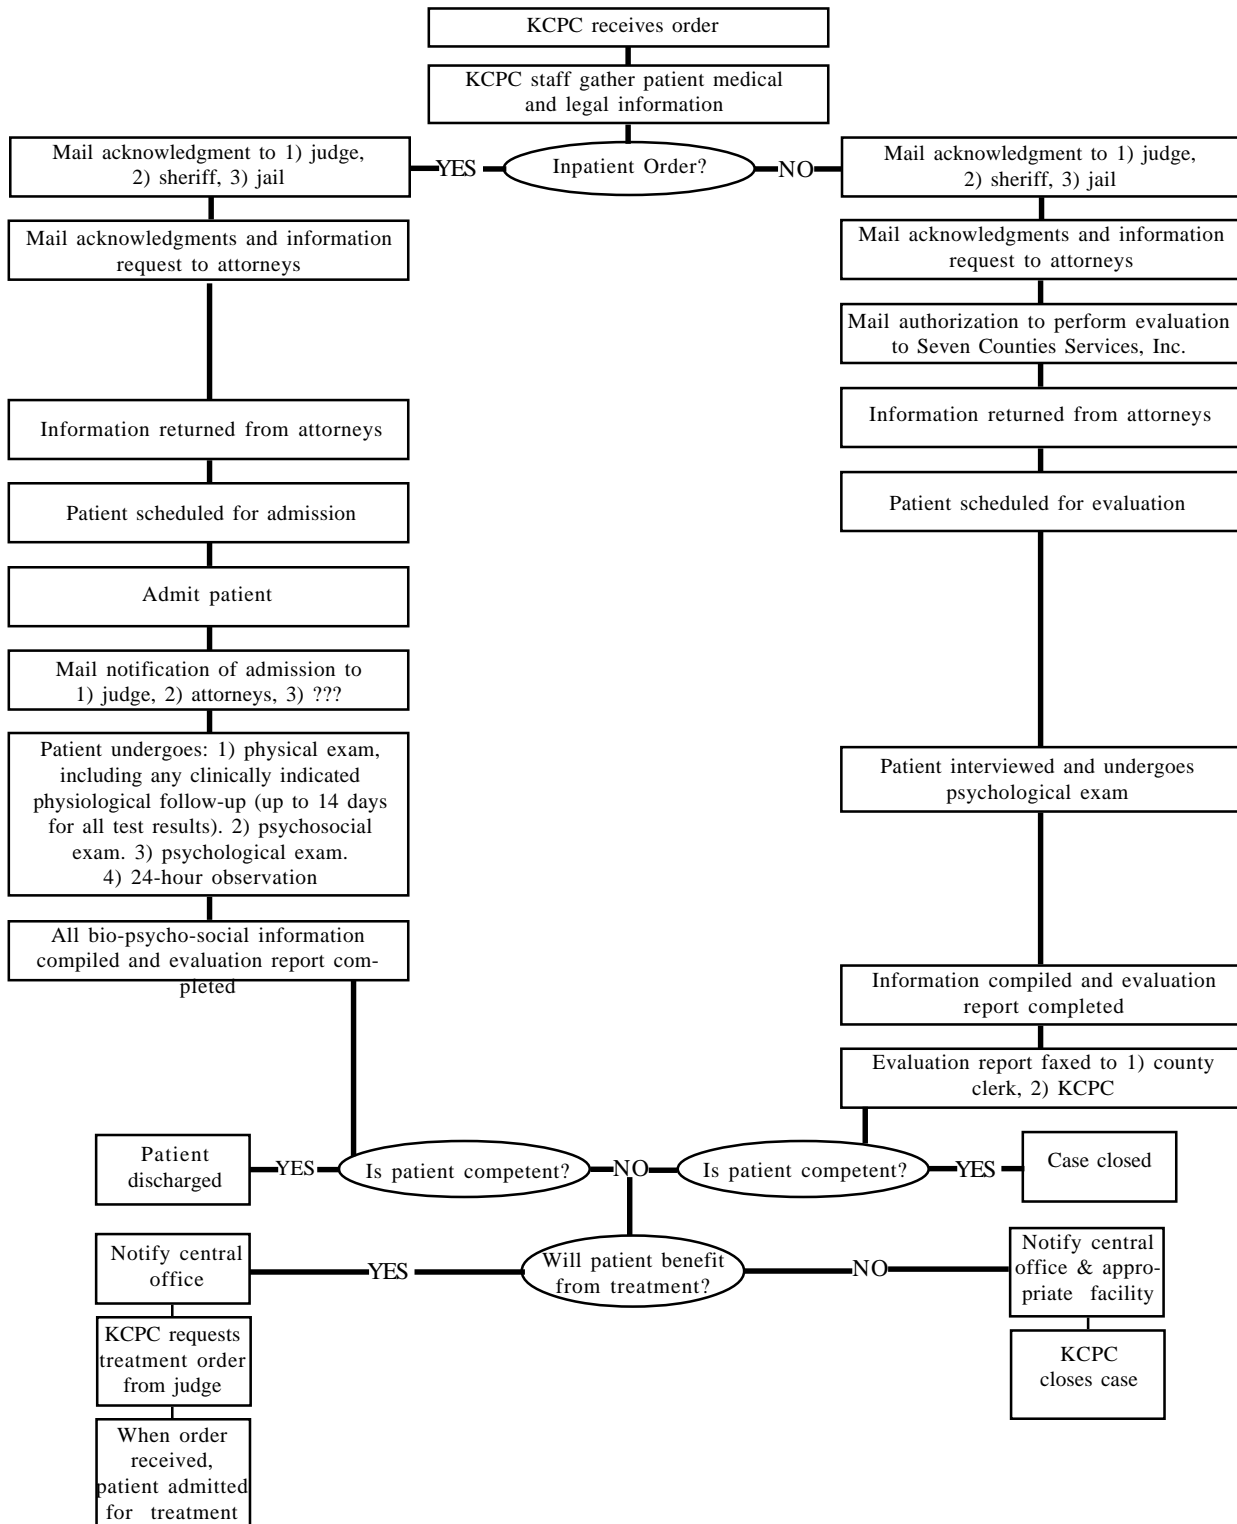 KCPC receives order
KCPC staff gather patient medical
and legal information
Inpatient Order?
YES
NO
Mail acknowledgment to 1) judge,
2) sheriff, 3) jail
Mail acknowledgments and information
request to attorneys
Information returned from attorneys
Patient scheduled for admission
Admit patient
Mail notification of admission to
1) judge, 2) attorneys, 3) ???
Patient undergoes: 1) physical exam,
including any clinically indicated
physiological follow-up (up to 14 days
for all test results). 2) psychosocial
exam. 3) psychological exam.
4) 24-hour observation
All bio-psycho-social information
compiled and evaluation report com-
pleted
Mail acknowledgment to 1) judge,
2) sheriff, 3) jail
Mail acknowledgments and information
request to attorneys
Mail authorization to perform evaluation
to Seven Counties Services, Inc.
Information returned from attorneys
Patient scheduled for evaluation
Patient interviewed and undergoes
psychological exam
Information compiled and evaluation
report completed
Evaluation report faxed to 1) county
clerk, 2) KCPC
Patient
discharged
YES
Is patient competent?
NO
Is patient competent?
YES
Case closed
Notify central
office
YES
Will patient benefit
from treatment?
NO
Notify central
office & appro-
priate facility
KCPC requests
treatment order
from judge
KCPC
closes case
When order
received,
patient admitted
for treatment